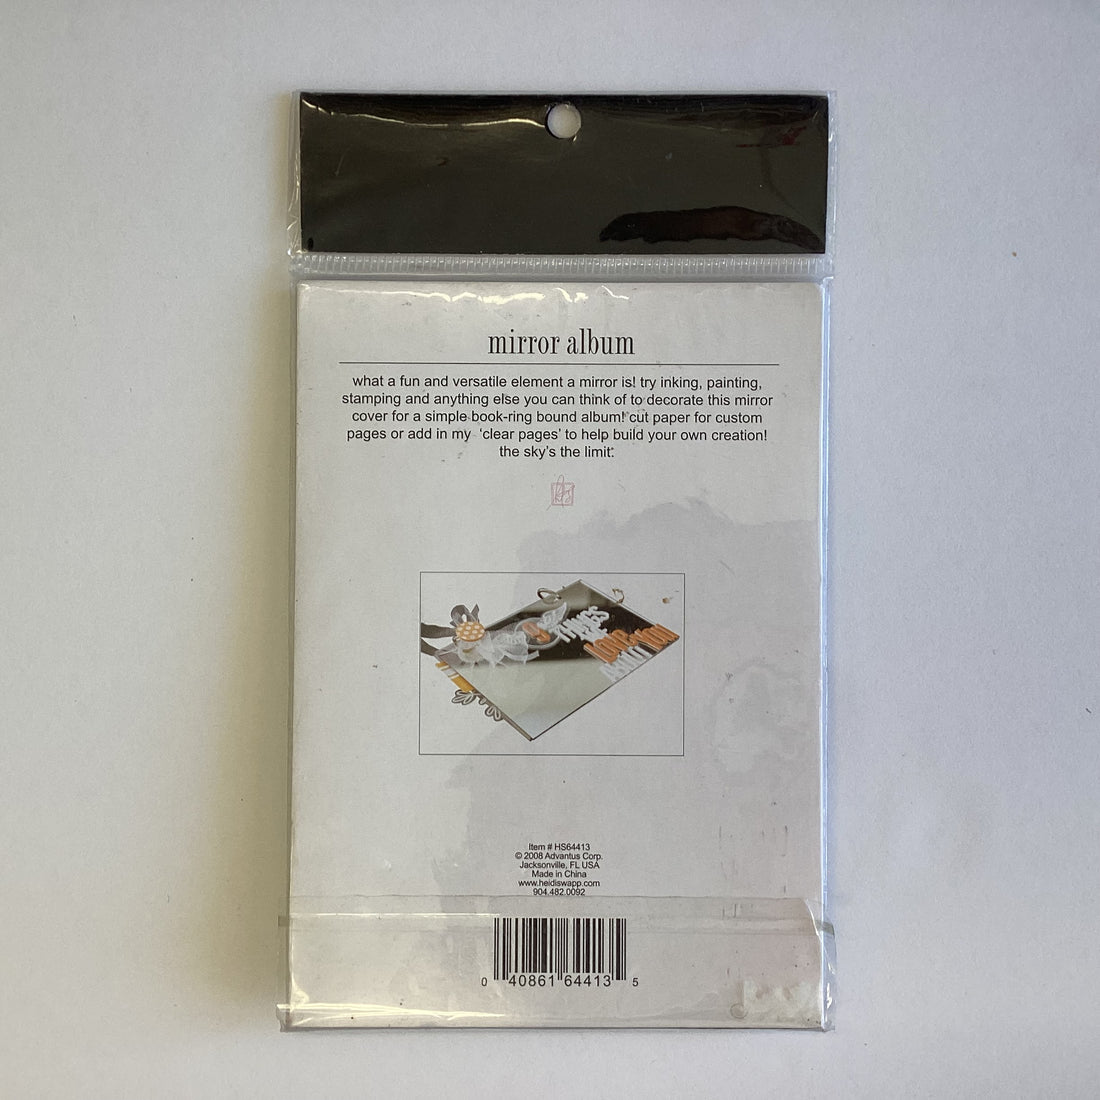 mirror album
what a fun and versatile element a mirror is! try inking, painting,
stamping and anything else you can think of to decorate this mirror
cover for a simple book-ring bound album! cut paper for custom
pages or add in my 'clear pages' to help build your own creation!
the sky's the limit.
THINGS
LOVE
YOU
Item # HS64413
© 2008 Advantus Corp.
Jacksonville, FL USA
Made in China
www.heidiswapp.com
904.482.0092
0 40861 64413 5